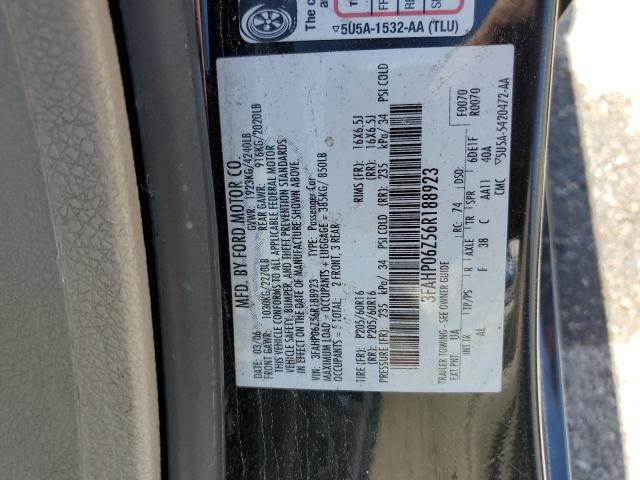 The c
5U5A-1532-AA (TLU)
MFD. BY FORD MOTOR CO.
DATE: 03/06 GVWR: 1923KG/4240LB
FRONT GAWR: 1030KG/2270LB REAR GAWR: 916KG/2020LB
THIS VEHICLE CONFORMS TO ALL APPLICABLE FEDERAL MOTOR
VEHICLE SAFETY, BUMPER, AND THEFT PREVENTION STANDARDS
IN EFFECT ON THE DATE OF MANUFACTURE SHOWN ABOVE.
VIN: 3FAHP06Z56R188923 TYPE: Passenger Car
MAXIMUM LOAD = OCCUPANTS + LUGGAGE = 385KG/ 850LB
OCCUPANTS = 5 TOTAL, 2 FRONT, 3 REAR
TIRE (FR): P205/60R16 RIMS (FR): 16X6.5J
(RR): P205/60R16 (RR): 16X6.5J
PRESSURE (FR): 235 kPa/ 34 PSI COLD (RR): 235 kPa/ 34 PSI COLD
3FAHP06Z56R188923
TRAILER TOWING - SEE OWNER GUIDE F0070
EXT PNT: UA RC: 74 DSO: R0070
INT TR TP/PS R AXLE TR SPR 6DE1F
AL F 3B C AA11 40A
CMC 5U5A-5420472-AA